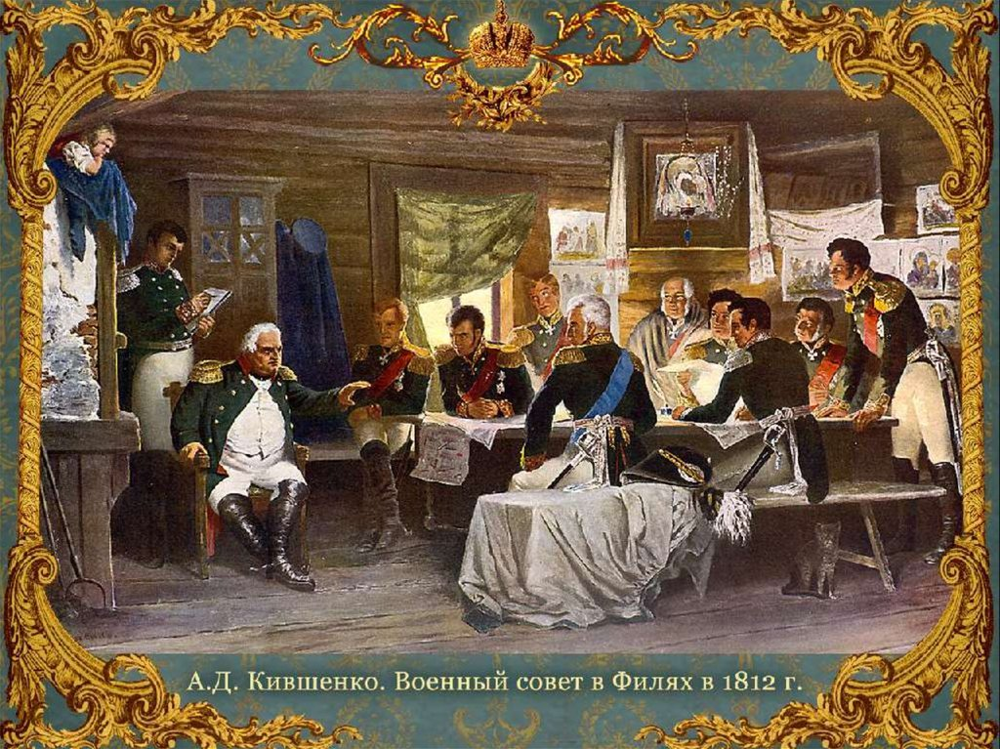 А.Д. Кившенко. Военный совет в Филях в 1812 г.